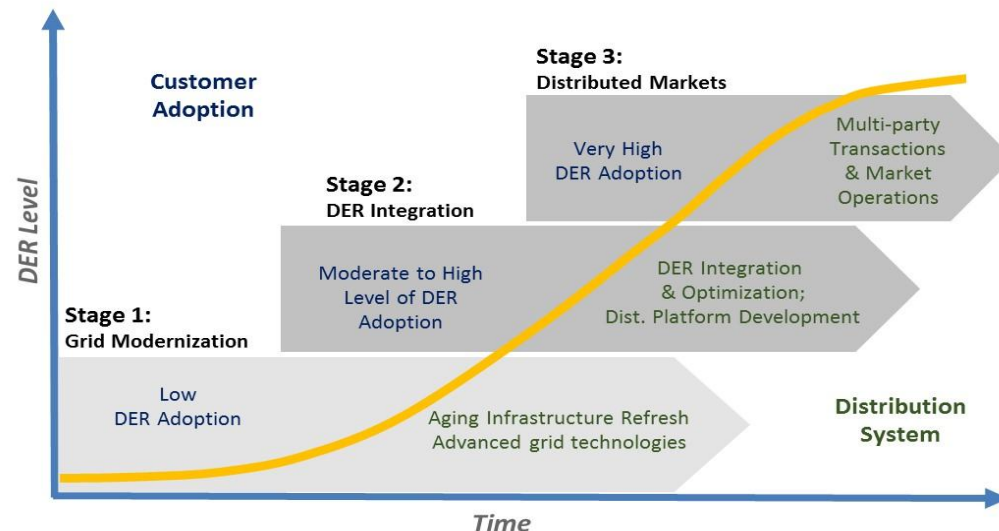 Customer
Adoption
Stage 3:
Distributed Markets
Very High
DER Adoption
Multi-party
Transactions
& Market
Operations
Stage 2:
DER Integration
Moderate to High
Level of DER
Adoption
DER Integration
& Optimization;
Dist. Platform Development
Stage 1:
Grid Modernization
Low
DER Adoption
Aging Infrastructure Refresh
Advanced grid technologies
Distribution
System
DER Level
Time